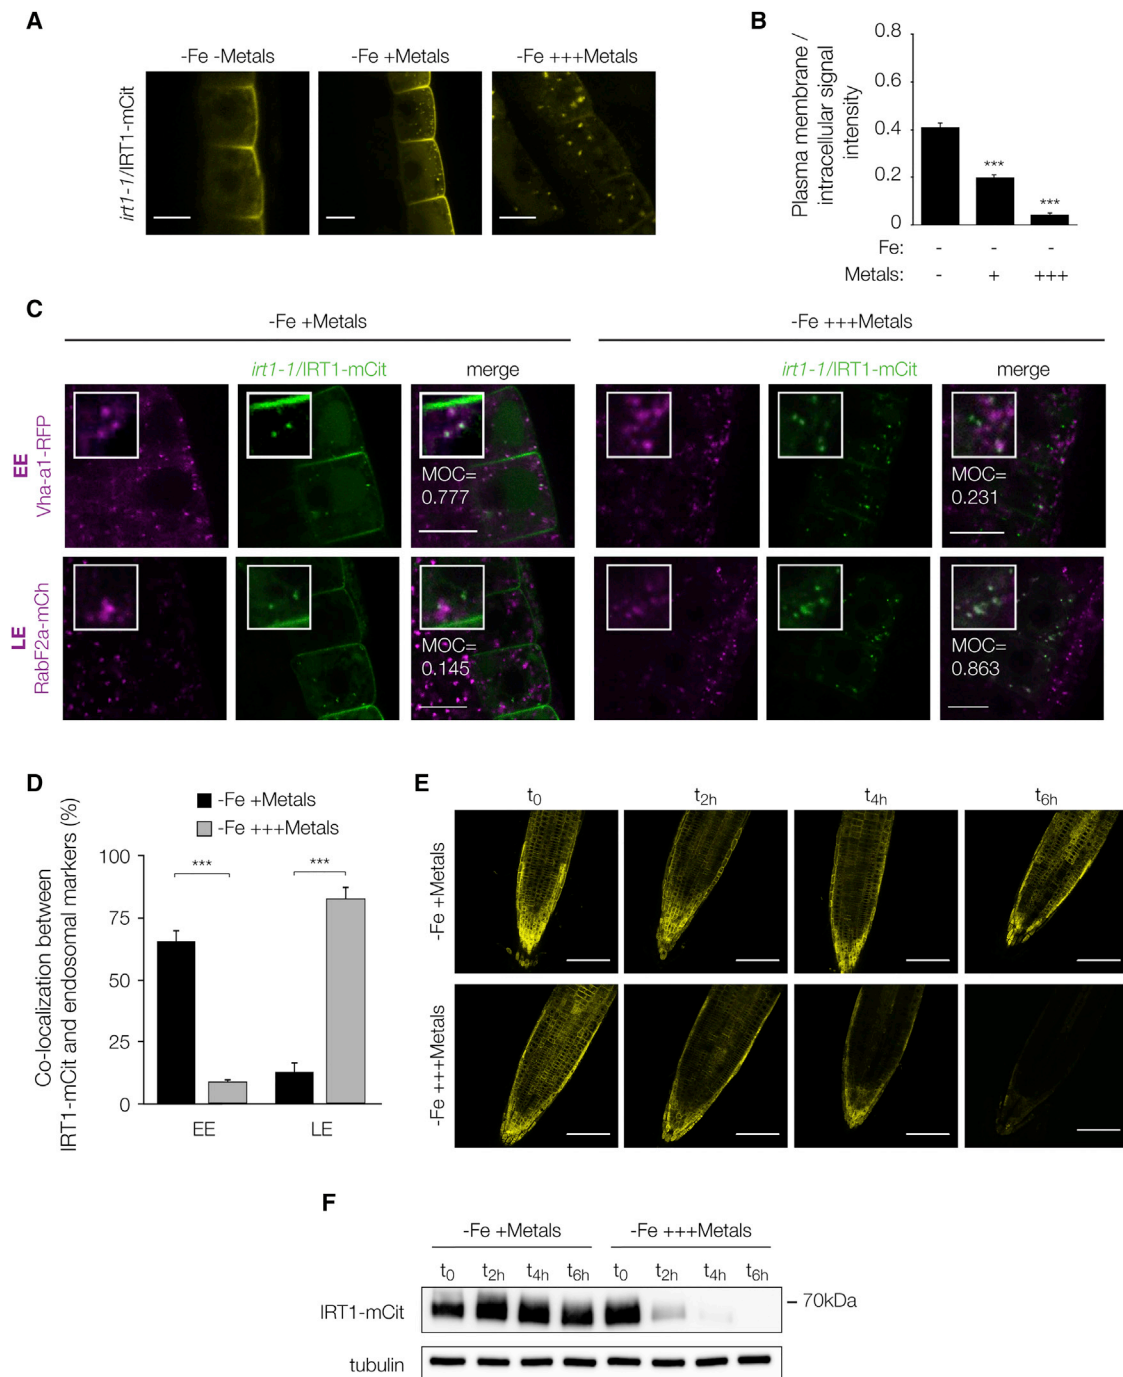 A
-Fe -Metals
-Fe +Metals
-Fe +++Metals
irt1-1/IRT1-mCit
B
Plasma membrane /
intracellular signal
intensity
0.8
0.6
0.4
0.2
0
***
***
Fe: - - -
Metals: - + +++
C
-Fe +Metals
-Fe +++Metals
irt1-1/IRT1-mCit
merge
irt1-1/IRT1-mCit
merge
EE
Vha-a1-RFP
MOC=
0.777
MOC=
0.231
LE
RabF2a-mCh
MOC=
0.145
MOC=
0.863
D
-Fe +Metals
-Fe +++Metals
Co-localization between
IRT1-mCit and endosomal markers (%)
100
75
50
25
0
***
***
EE
LE
E
t0
t2h
t4h
t6h
-Fe +Metals
-Fe +++Metals
F
-Fe +Metals
-Fe +++Metals
t0 t2h t4h t6h t0 t2h t4h t6h
IRT1-mCit
– 70kDa
tubulin